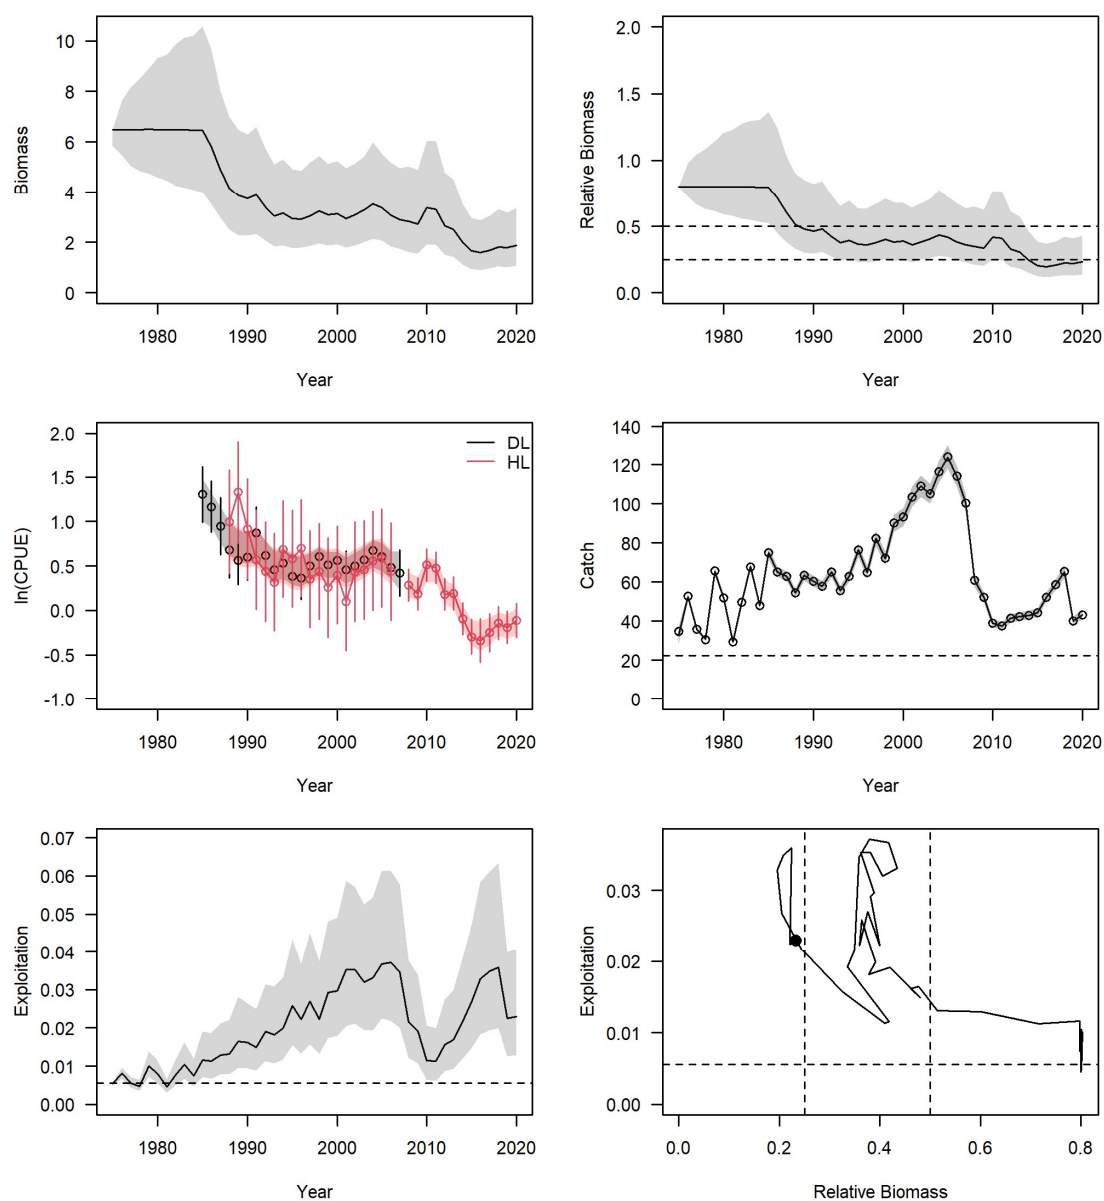 10
8
6
4
2
0
Biomass
1980 1990 2000 2010 2020
Year
2.0
1.5
1.0
0.5
0.0
Relative Biomass
1980 1990 2000 2010 2020
Year
2.0
1.5
1.0
0.5
0.0
-0.5
-1.0
ln(CPUE)
DL
HL
1980 1990 2000 2010 2020
Year
140
120
100
80
60
40
20
0
Catch
1980 1990 2000 2010 2020
Year
0.07
0.06
0.05
0.04
0.03
0.02
0.01
0.00
Exploitation
1980 1990 2000 2010 2020
Year
0.03
0.02
0.01
0.00
Exploitation
0.0 0.2 0.4 0.6 0.8
Relative Biomass